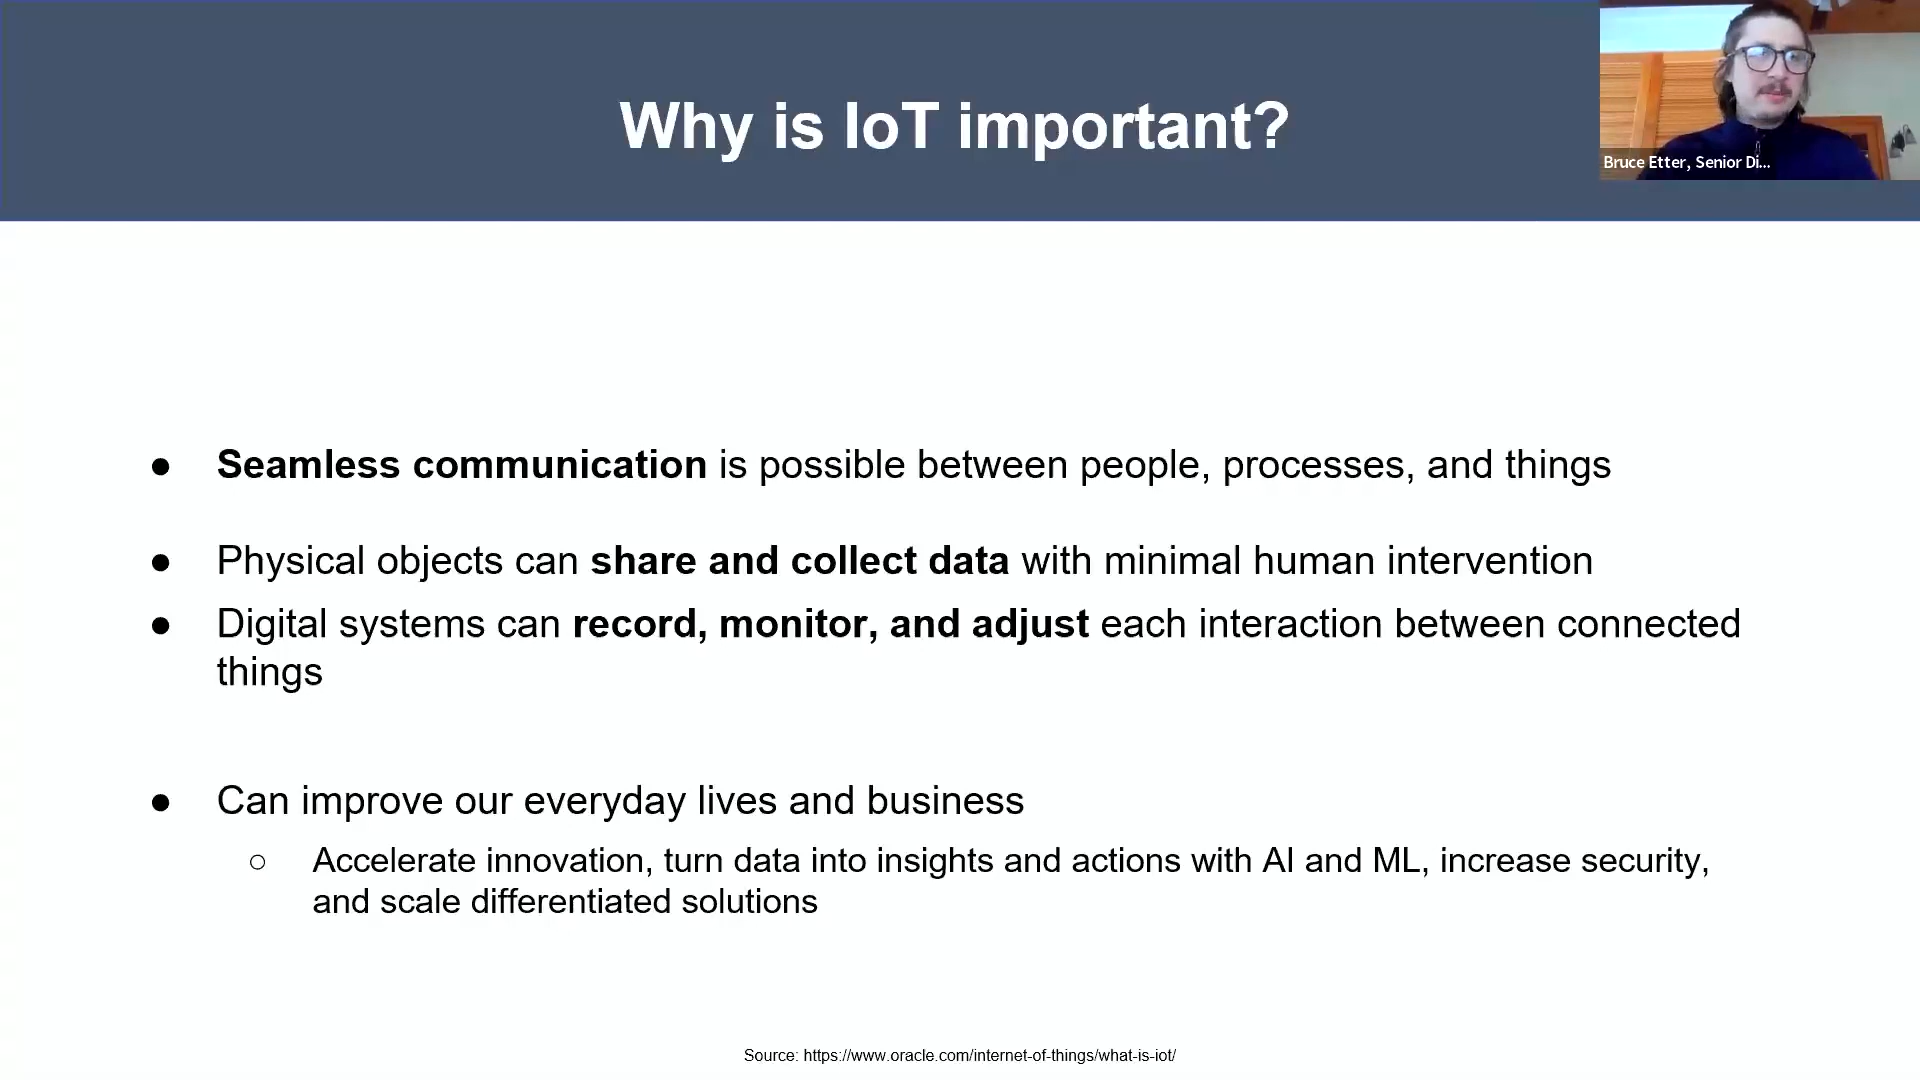 Why is IoT important?
Bruce Etter, Senior Di...
● Seamless communication is possible between people, processes, and things
● Physical objects can share and collect data with minimal human intervention
● Digital systems can record, monitor, and adjust each interaction between connected
things
● Can improve our everyday lives and business
○ Accelerate innovation, turn data into insights and actions with AI and ML, increase security,
and scale differentiated solutions
Source: https://www.oracle.com/internet-of-things/what-is-iot/